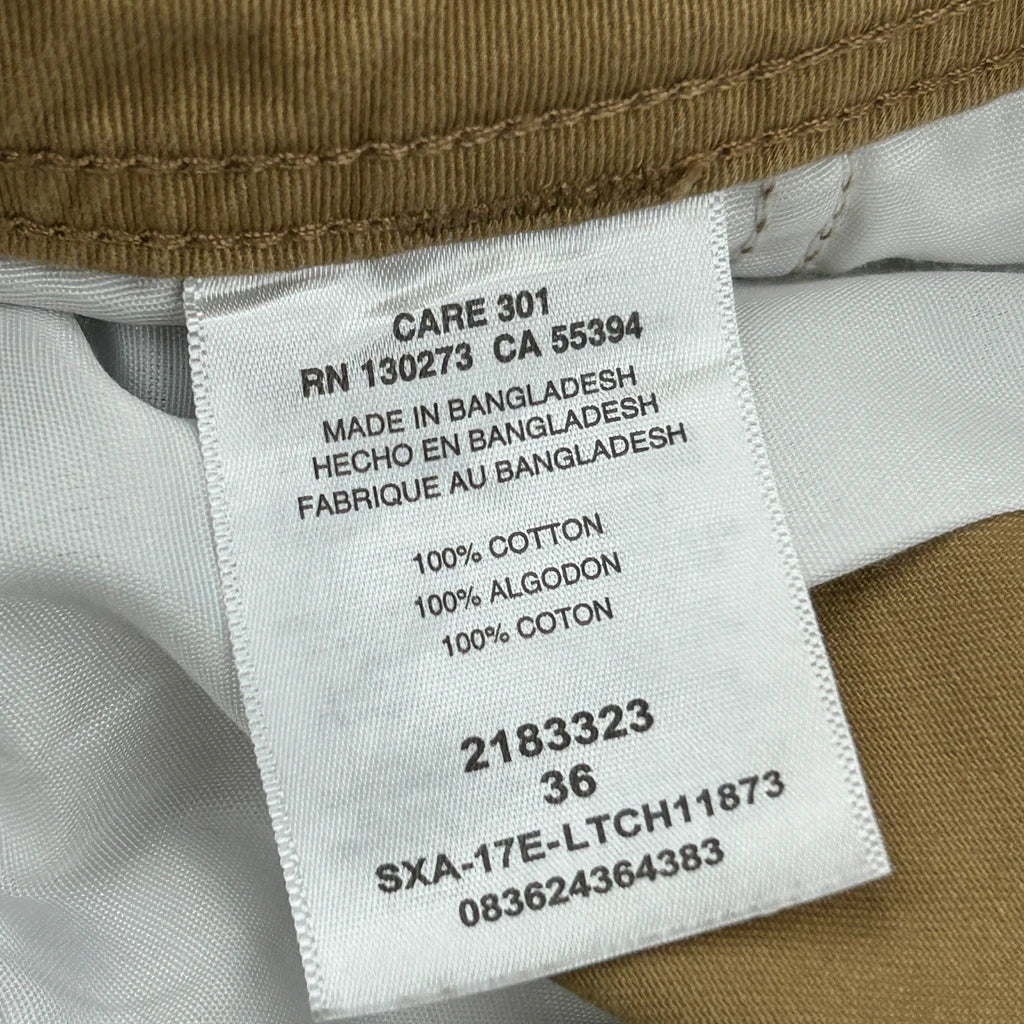 CARE 301
RN 130273 CA 55394
MADE IN BANGLADESH
HECHO EN BANGLADESH
FABRIQUE AU BANGLADESH
100% COTTON
100% ALGODON
100% COTON
2183323
36
SXA-17E-LTCH11873
083624364383